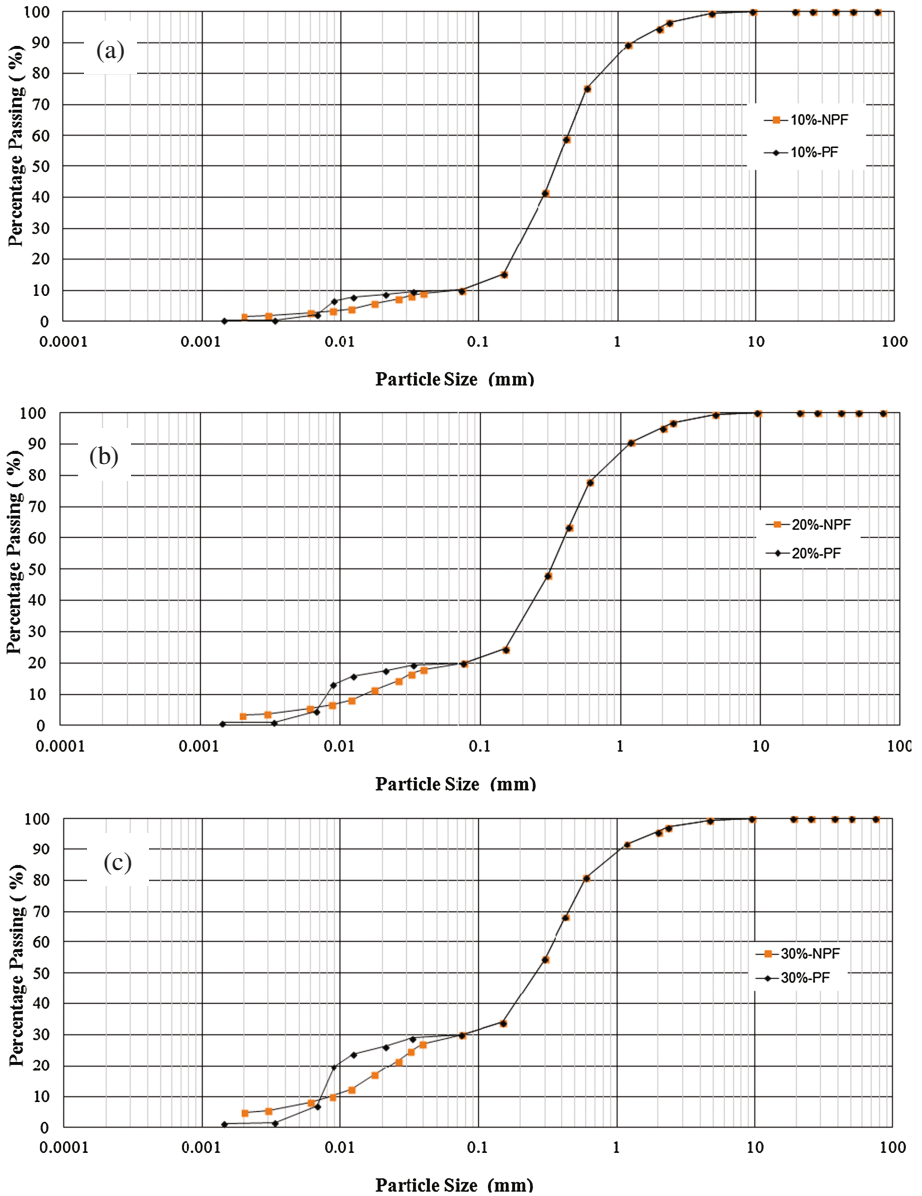 (a)
Percentage Passing ( %)
100
90
80
70
60
50
40
30
20
10
0
10%-NPF
10%-PF
0.0001 0.001 0.01 0.1 1 10 100
Particle Size (mm)
(b)
Percentage Passing ( %)
100
90
80
70
60
50
40
30
20
10
0
20%-NPF
20%-PF
0.0001 0.001 0.01 0.1 1 10 100
Particle Size (mm)
(c)
Percentage Passing ( %)
100
90
80
70
60
50
40
30
20
10
0
30%-NPF
30%-PF
0.0001 0.001 0.01 0.1 1 10 100
Particle Size (mm)